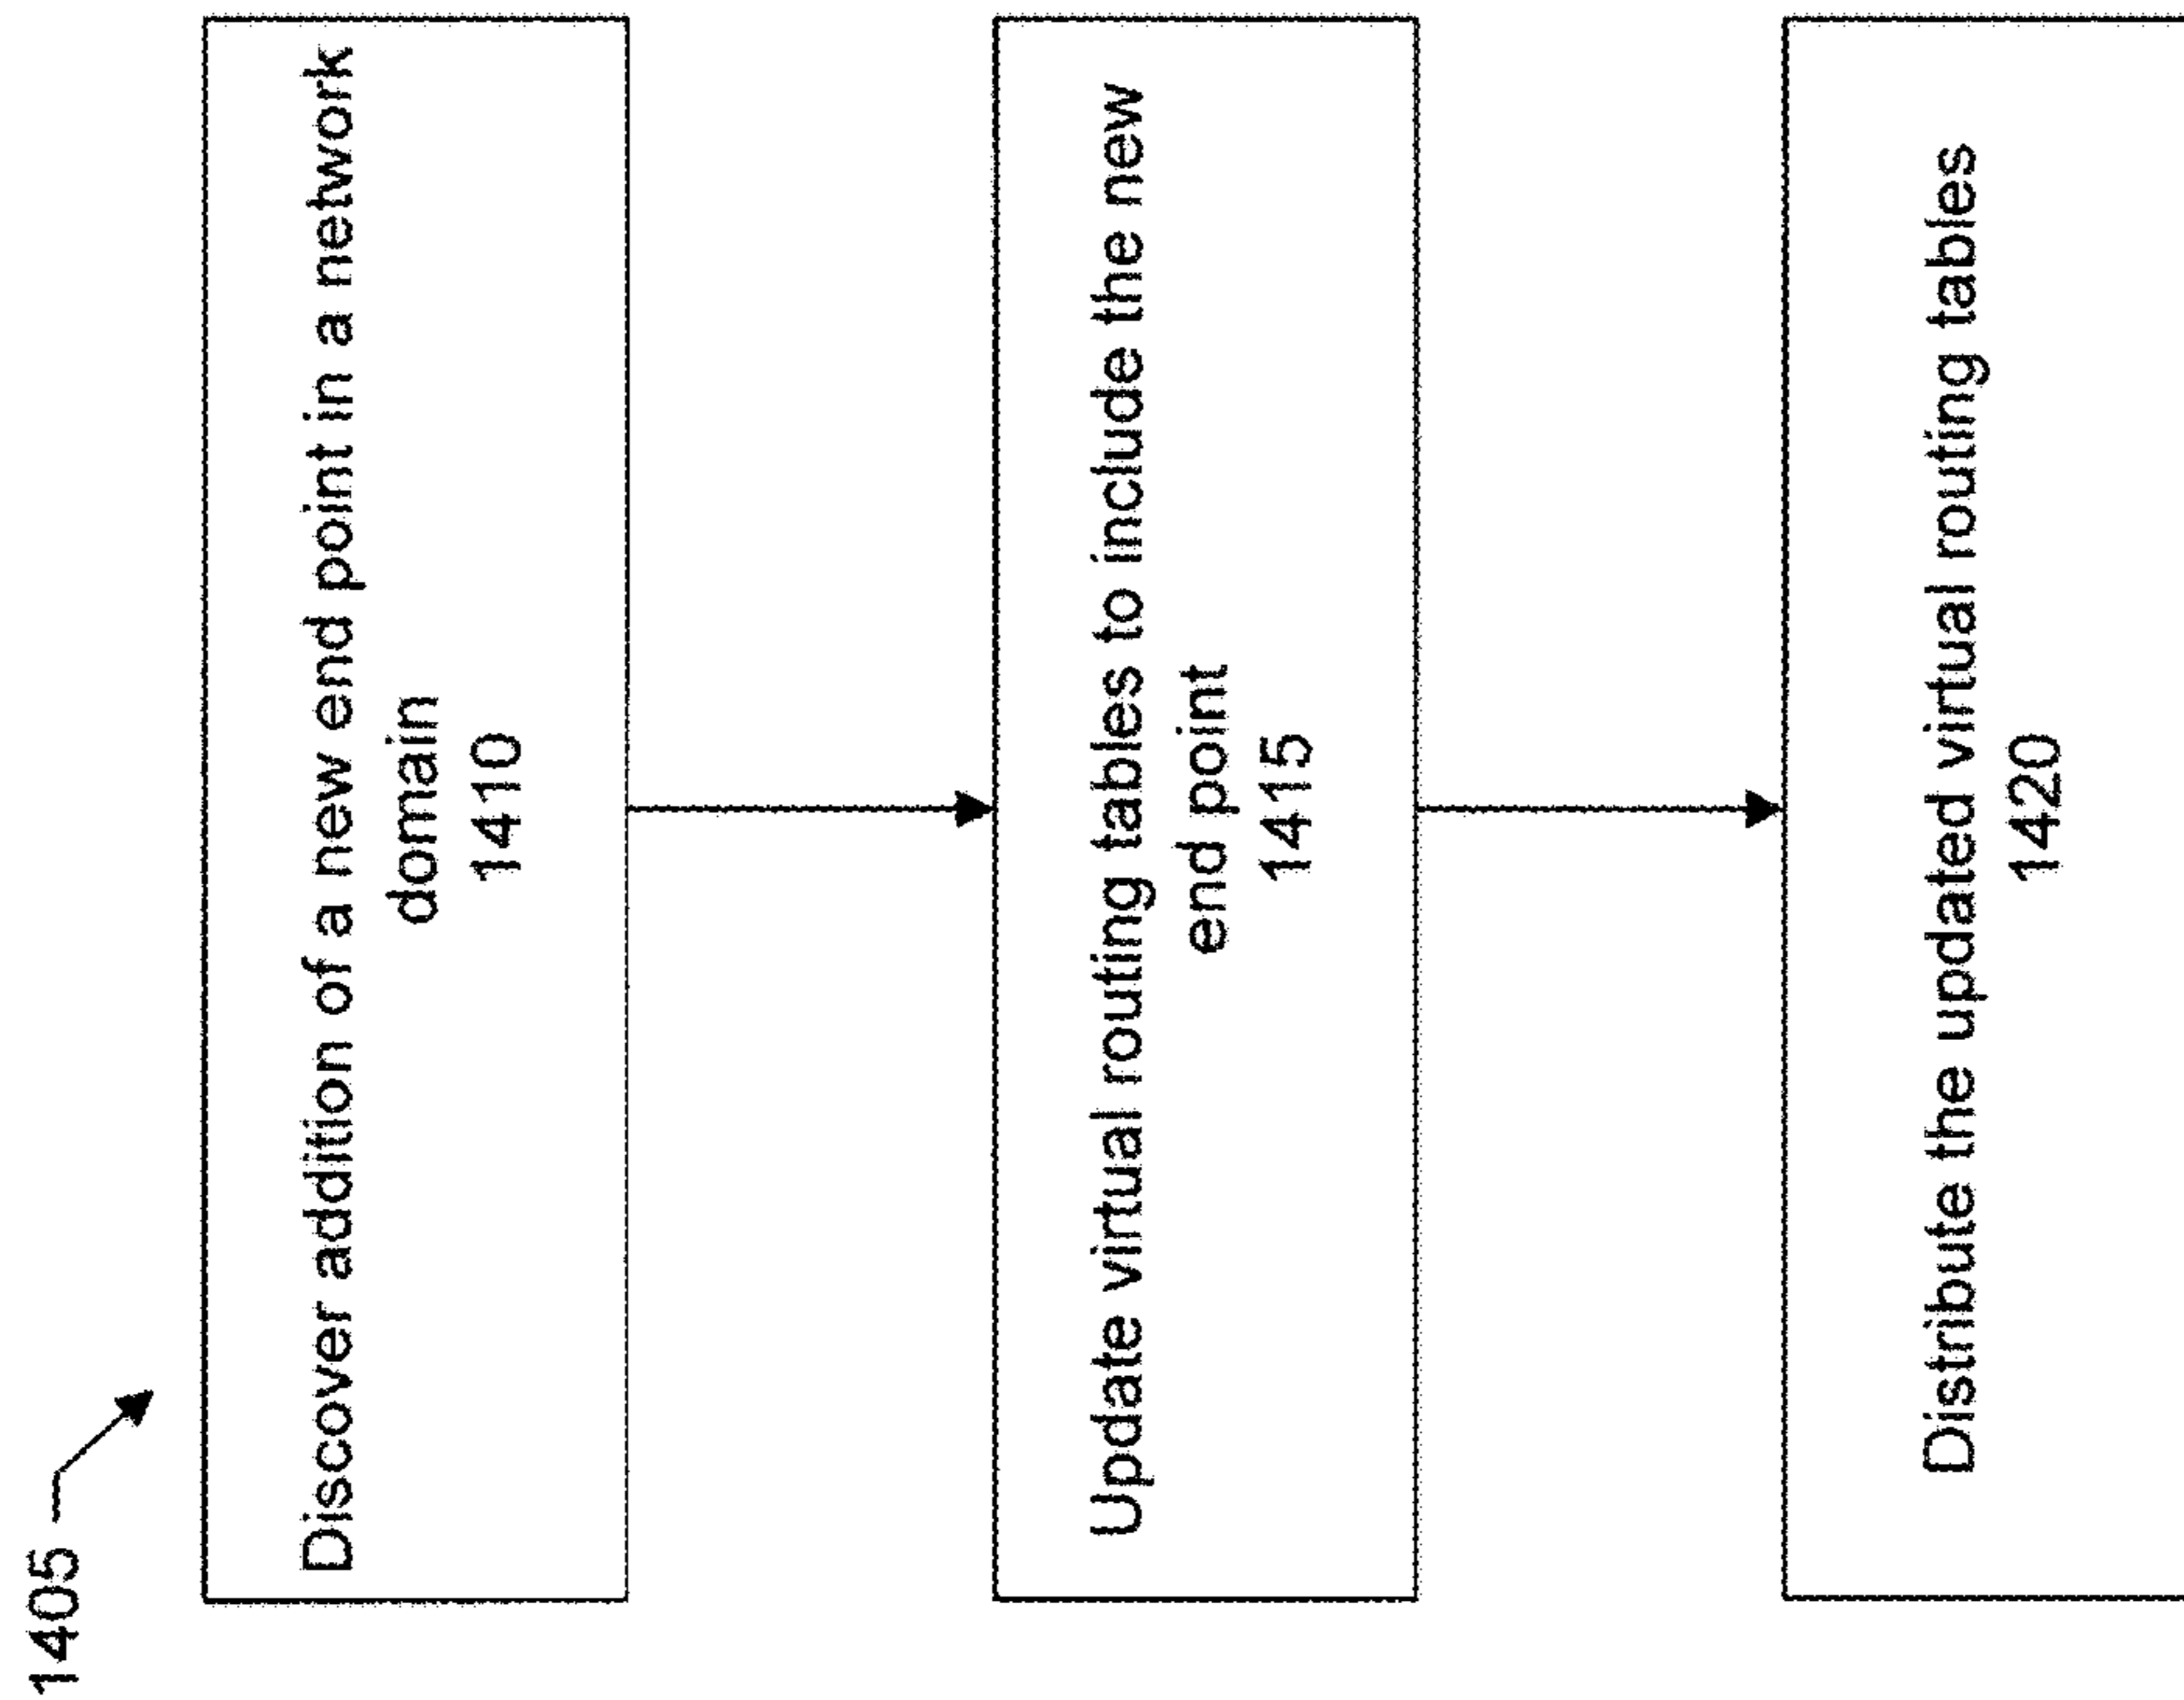 1405
Discover addition of a new end point in a network
domain
1410
Update virtual routing tables to include the new
end point
1415
Distribute the updated virtual routing tables
1420